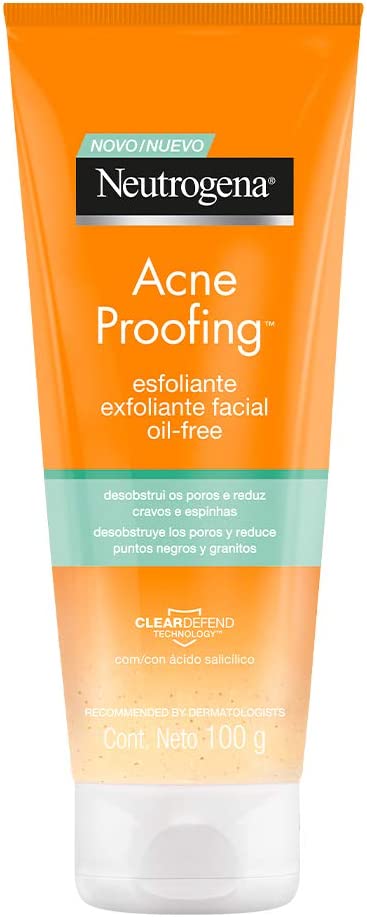 NOVO/NUEVO
Neutrogena®
Acne
Proofing™
esfoliante
exfoliante facial
oil-free
desobstrui os poros e reduz
cravos e espinhas
desobstruye los poros y reduce
puntos negros y granitos
CLEARDEFEND
TECHNOLOGY™
com/con ácido salicílico
RECOMMENDED BY DERMATOLOGISTS
Cont. Neto 100 g